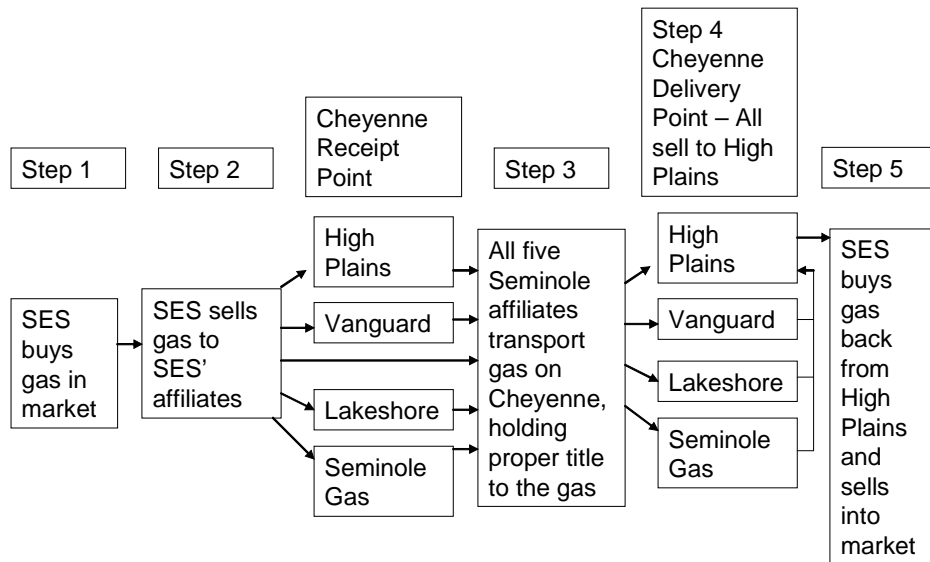 Step 1
Step 2
Cheyenne
Receipt
Point
Step 3
Step 4
Cheyenne
Delivery
Point – All
sell to High
Plains
Step 5
SES
buys
gas in
market
SES sells
gas to
SES’
affiliates
High
Plains
Vanguard
Lakeshore
Seminole
Gas
All five
Seminole
affiliates
transport
gas on
Cheyenne,
holding
proper title
to the gas
High
Plains
Vanguard
Lakeshore
Seminole
Gas
SES
buys
gas
back
from
High
Plains
and
sells
into
market